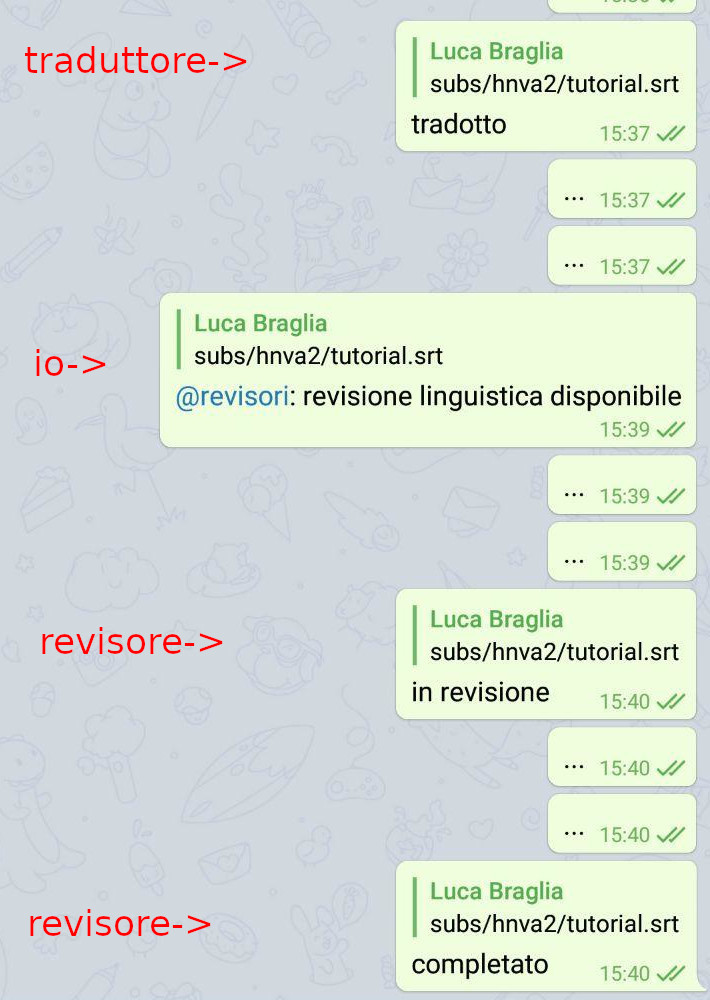 traduttore->
Luca Braglia
subs/hnva2/tutorial.srt
tradotto
15:37
... 15:37
... 15:37
io->
Luca Braglia
subs/hnva2/tutorial.srt
@revisori: revisione linguistica disponibile
15:39
... 15:39
... 15:39
revisore->
Luca Braglia
subs/hnva2/tutorial.srt
in revisione
15:40
... 15:40
... 15:40
revisore->
Luca Braglia
subs/hnva2/tutorial.srt
completato
15:40